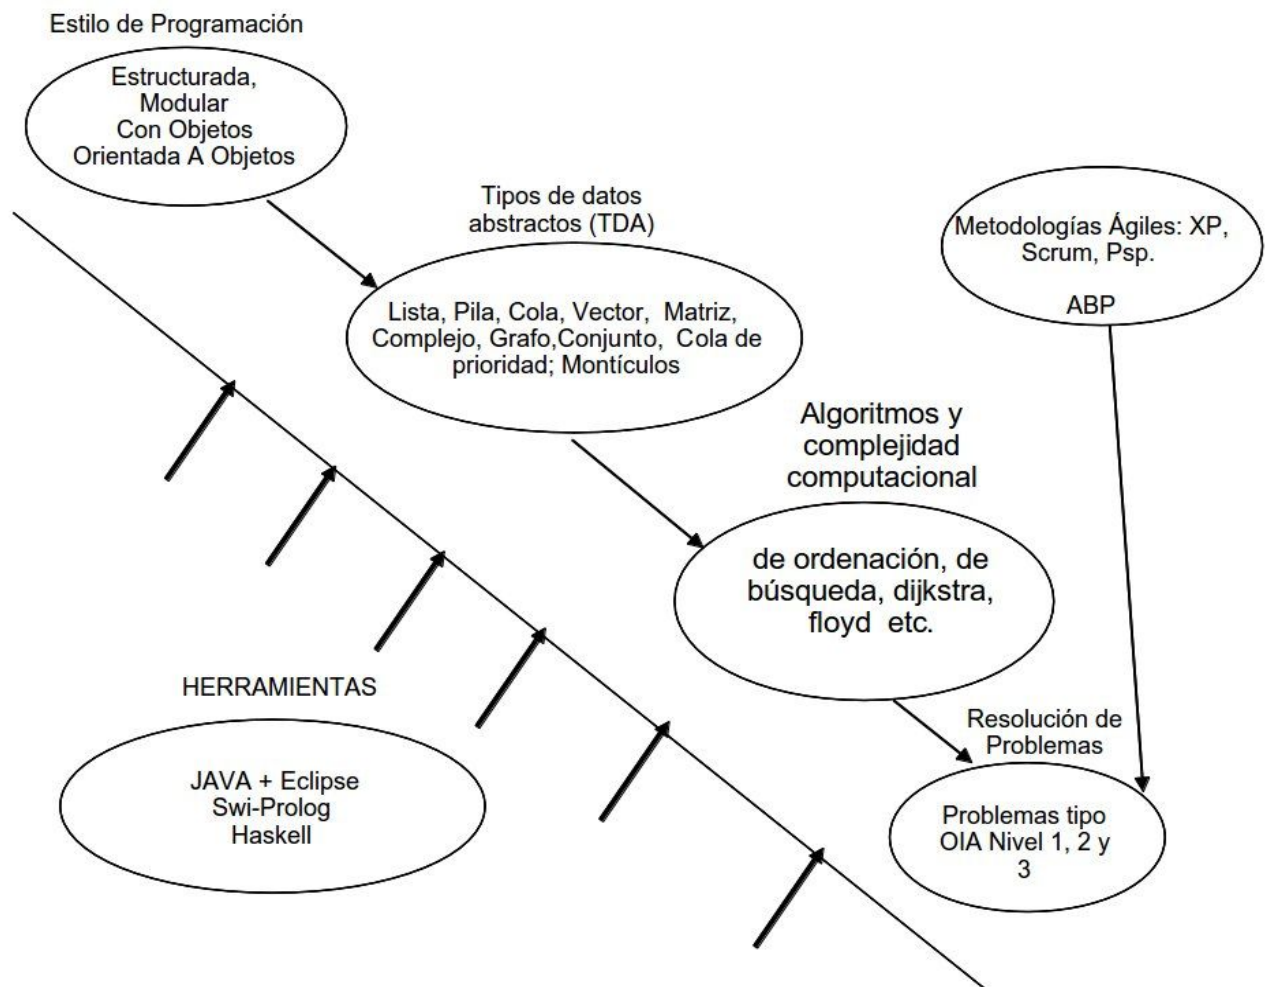 Estilo de Programación
Estructurada,
Modular
Con Objetos
Orientada A Objetos
Tipos de datos
abstractos (TDA)
Lista, Pila, Cola, Vector, Matriz,
Complejo, Grafo,Conjunto, Cola de
prioridad; Montículos
Metodologías Ágiles: XP,
Scrum, Psp.
ABP
Algoritmos y
complejidad
computacional
de ordenación, de
búsqueda, dijkstra,
floyd etc.
HERRAMIENTAS
JAVA + Eclipse
Swi-Prolog
Haskell
Resolución de
Problemas
Problemas tipo
OIA Nivel 1, 2 y
3